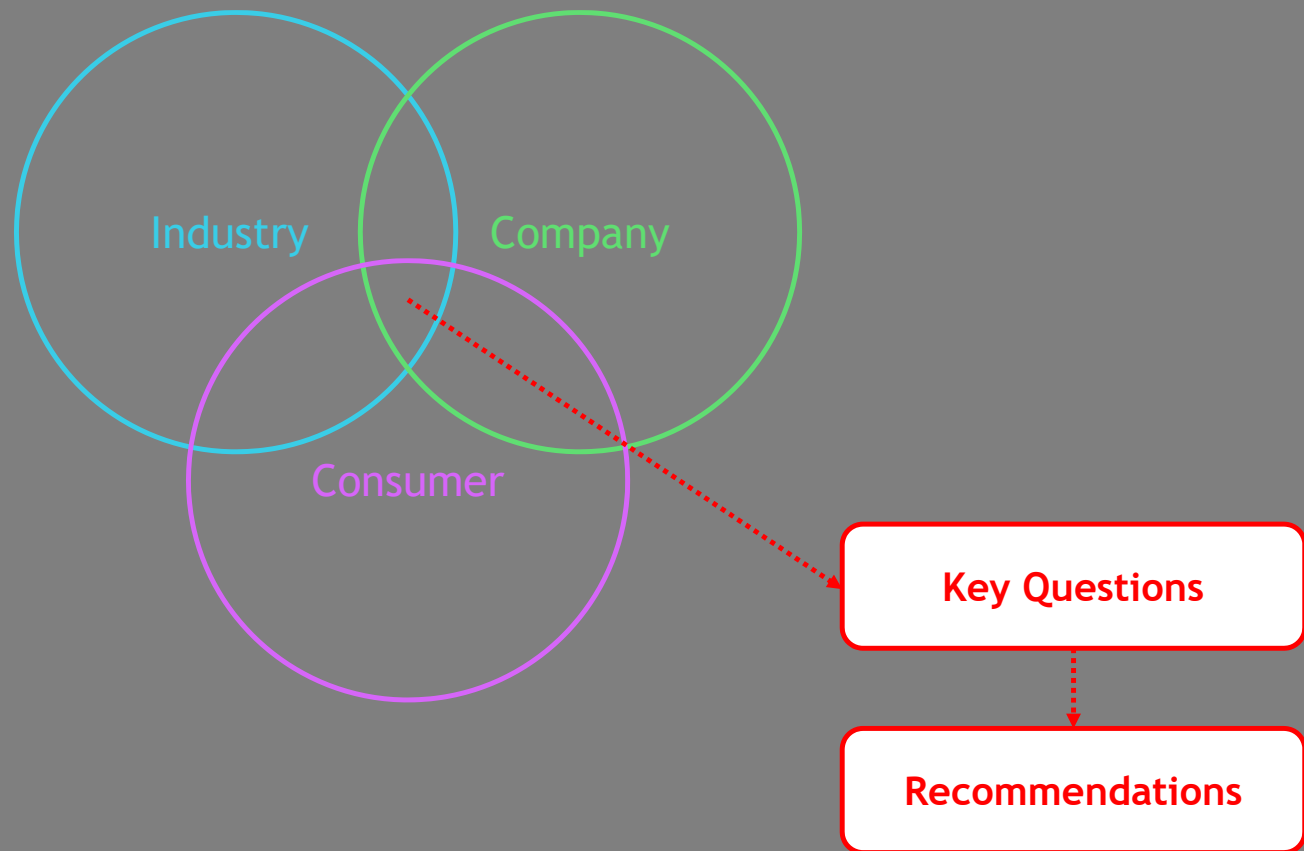 Industry
Company
Consumer
Key Questions
Recommendations